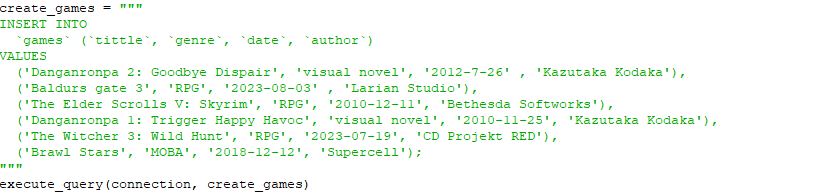 create_games = """
INSERT INTO
  `games` (`tittle`, `genre`, `date`, `author`)
VALUES
  ('Danganronpa 2: Goodbye Dispair', 'visual novel', '2012-7-26' , 'Kazutaka Kodaka'),
  ('Baldurs gate 3', 'RPG', '2023-08-03' , 'Larian Studio'),
  ('The Elder Scrolls V: Skyrim', 'RPG', '2010-12-11', 'Bethesda Softworks'),
  ('Danganronpa 1: Trigger Happy Havoc', 'visual novel', '2010-11-25', 'Kazutaka Kodaka'),
  ('The Witcher 3: Wild Hunt', 'RPG', '2023-07-19', 'CD Projekt RED'),
  ('Brawl Stars', 'MOBA', '2018-12-12', 'Supercell');
"""
execute_query(connection, create_games)